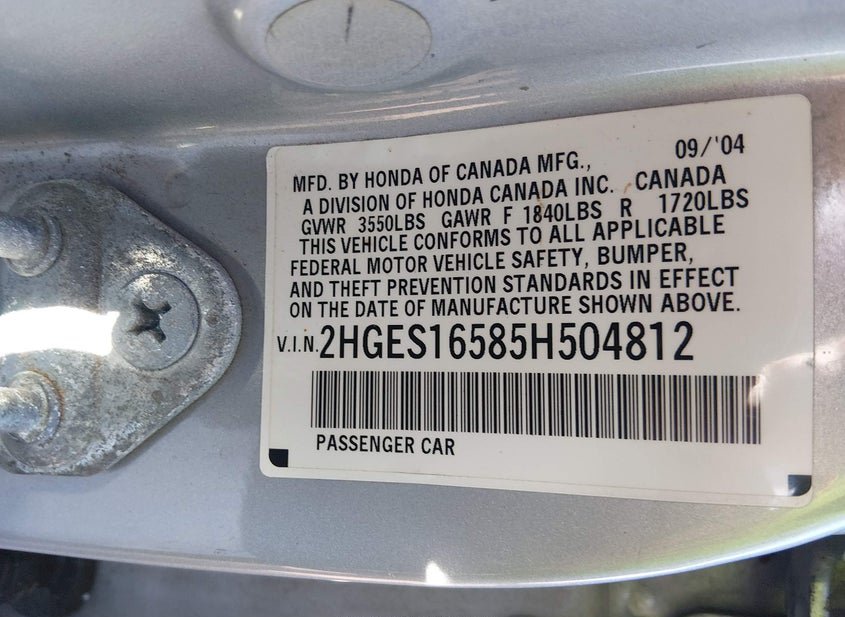 09/'04
MFD. BY HONDA OF CANADA MFG.,
A DIVISION OF HONDA CANADA INC. CANADA
GVWR 3550LBS GAWR F 1840LBS R 1720LBS
THIS VEHICLE CONFORMS TO ALL APPLICABLE
FEDERAL MOTOR VEHICLE SAFETY, BUMPER,
AND THEFT PREVENTION STANDARDS IN EFFECT
ON THE DATE OF MANUFACTURE SHOWN ABOVE.
V.I.N. 2HGES16585H504812
PASSENGER CAR